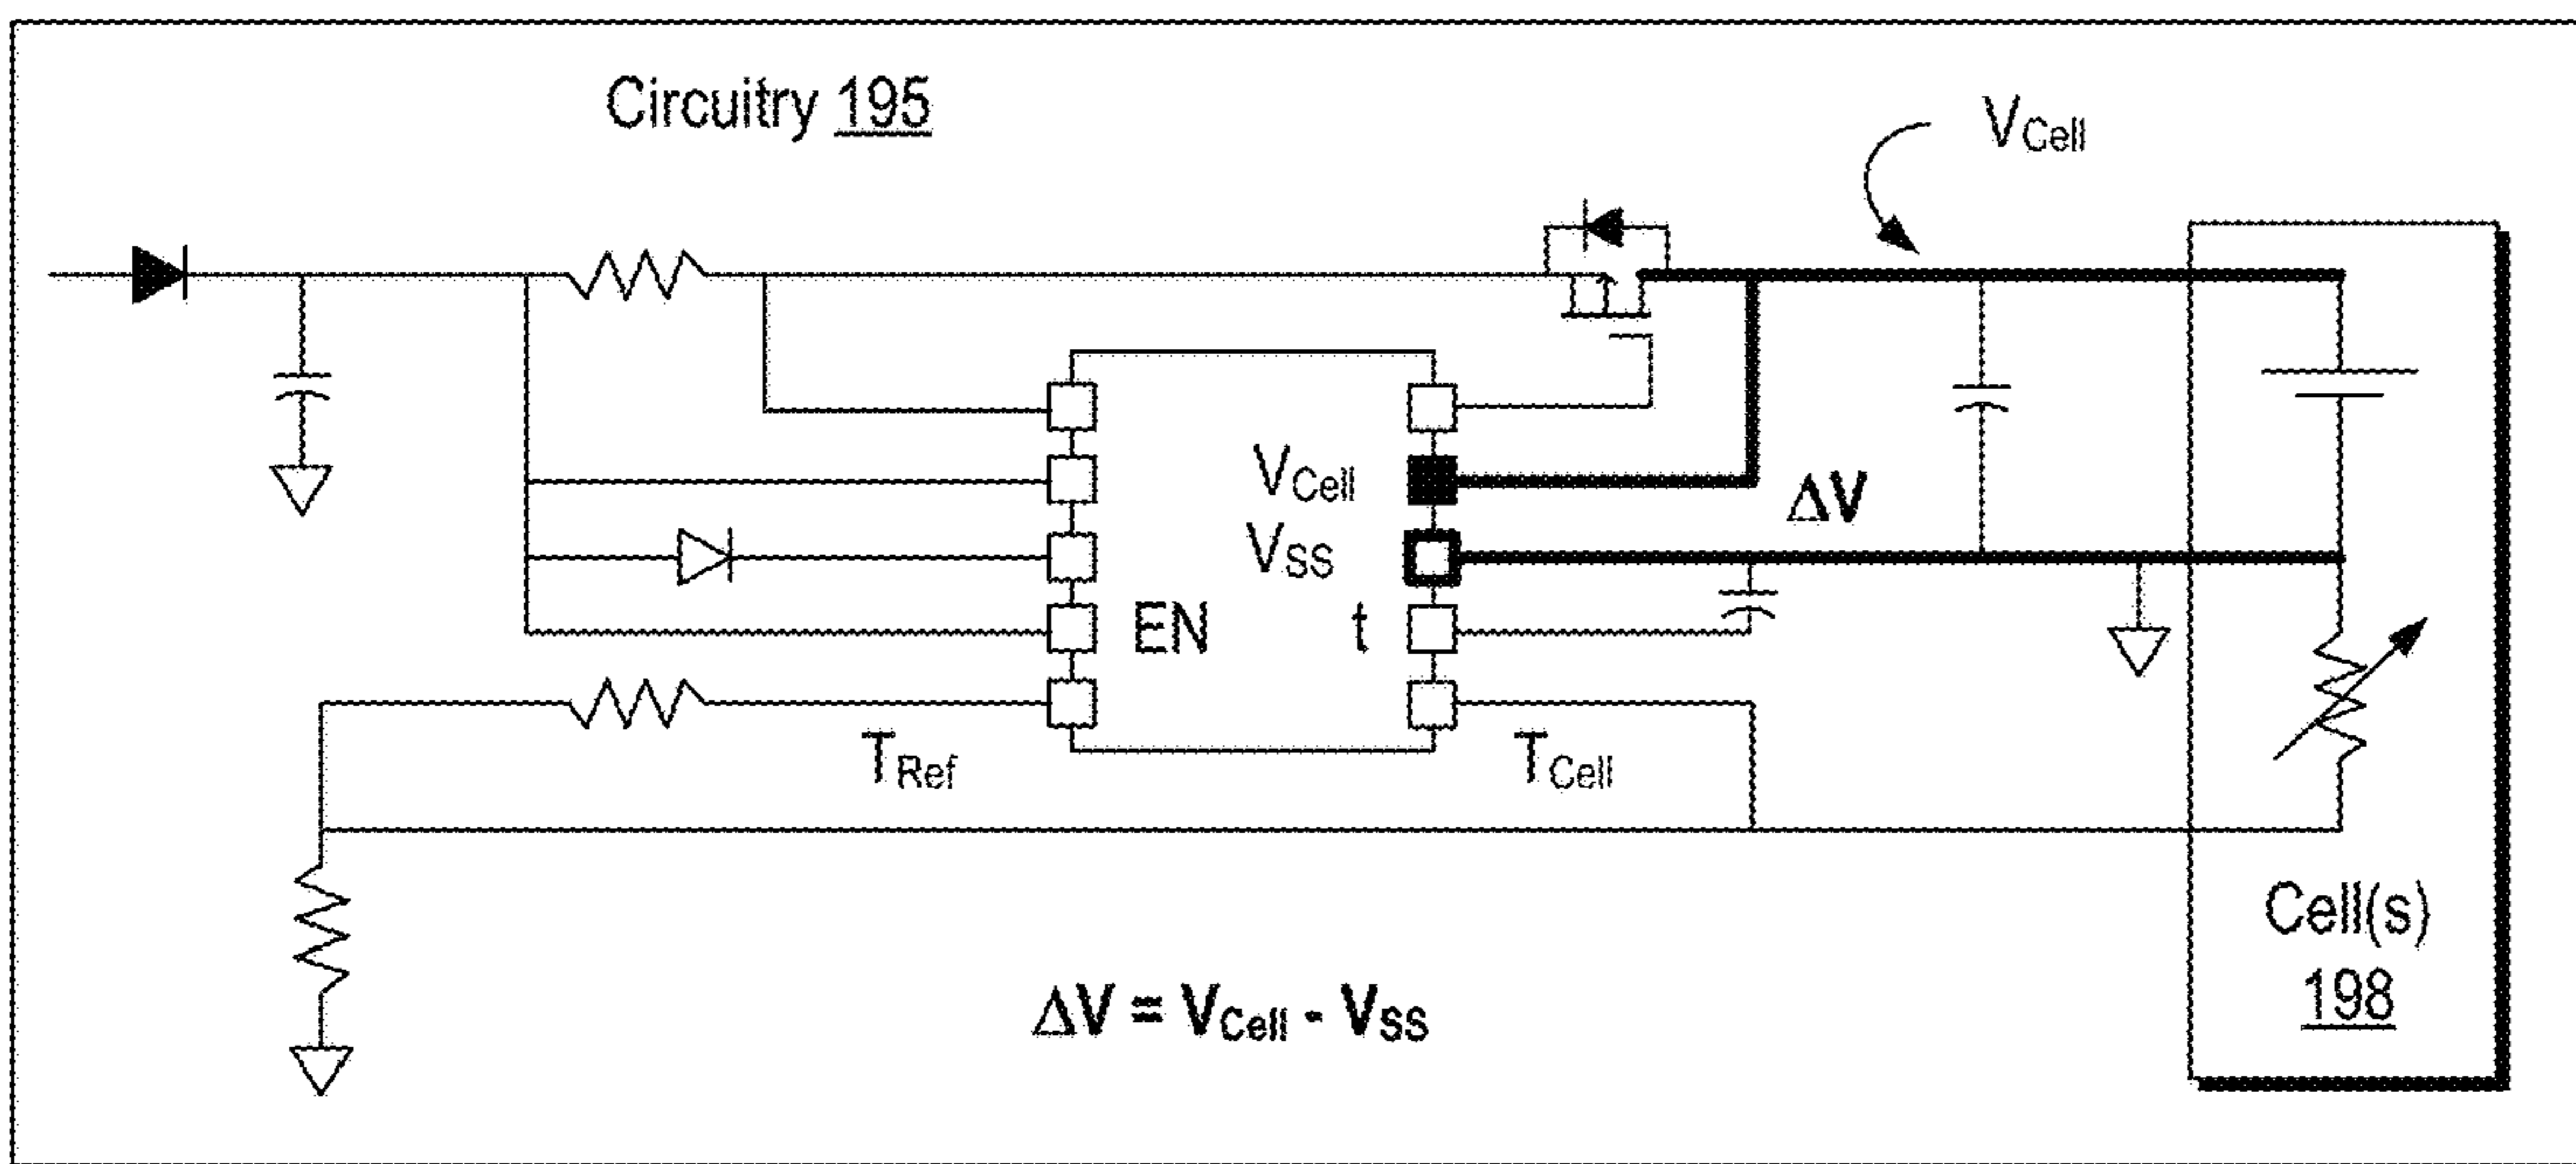 Circuitry 195
VCell
VCell
ΔV
VSS
EN
t
TRef
TCell
Cell(s)
198
ΔV = VCell - VSS